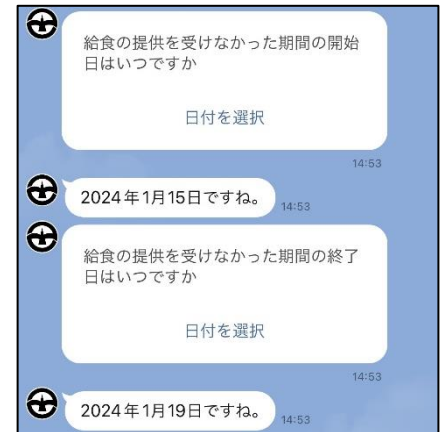 給食の提供を受けなかった期間の開始
日はいつですか
日付を選択
14:53
2024年1月15日ですね。
14:53
給食の提供を受けなかった期間の終了
日はいつですか
日付を選択
14:53
2024年1月19日ですね。
14:53